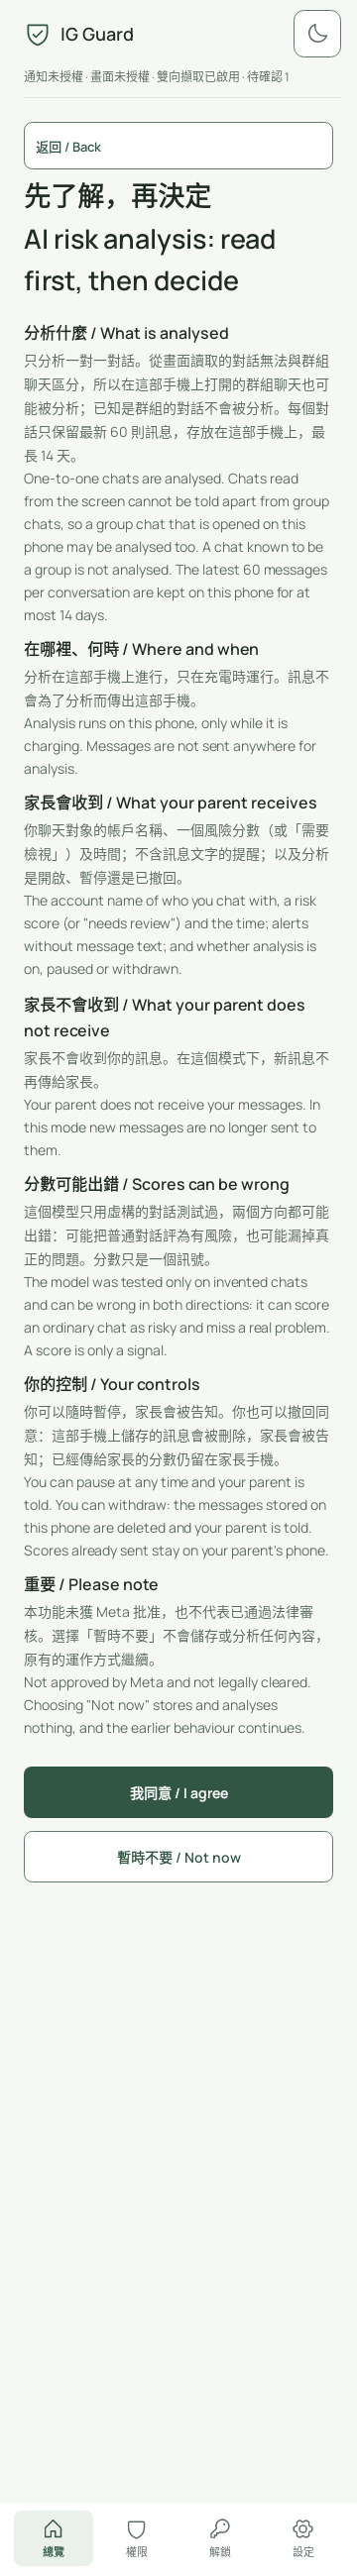 IG Guard
通知未授權 · 畫面未授權 · 雙向擷取已啟用 · 待確認 1
返回 / Back
先了解，再決定
AI risk analysis: read
first, then decide
分析什麼 / What is analysed
只分析一對一對話。從畫面讀取的對話無法與群組
聊天區分，所以在這部手機上打開的群組聊天也可
能被分析；已知是群組的對話不會被分析。每個對
話只保留最新 60 則訊息，存放在這部手機上，最
長 14 天。
One-to-one chats are analysed. Chats read
from the screen cannot be told apart from group
chats, so a group chat that is opened on this
phone may be analysed too. A chat known to be
a group is not analysed. The latest 60 messages
per conversation are kept on this phone for at
most 14 days.
在哪裡、何時 / Where and when
分析在這部手機上進行，只在充電時運行。訊息不
會為了分析而傳出這部手機。
Analysis runs on this phone, only while it is
charging. Messages are not sent anywhere for
analysis.
家長會收到 / What your parent receives
你聊天對象的帳戶名稱、一個風險分數（或「需要
檢視」）及時間；不含訊息文字的提醒；以及分析
是開啟、暫停還是已撤回。
The account name of who you chat with, a risk
score (or "needs review") and the time; alerts
without message text; and whether analysis is
on, paused or withdrawn.
家長不會收到 / What your parent does
not receive
家長不會收到你的訊息。在這個模式下，新訊息不
再傳給家長。
Your parent does not receive your messages. In
this mode new messages are no longer sent to
them.
分數可能出錯 / Scores can be wrong
這個模型只用虛構的對話測試過，兩個方向都可能
出錯：可能把普通對話評為有風險，也可能漏掉真
正的問題。分數只是一個訊號。
The model was tested only on invented chats
and can be wrong in both directions: it can score
an ordinary chat as risky and miss a real problem.
A score is only a signal.
你的控制 / Your controls
你可以隨時暫停，家長會被告知。你也可以撤回同
意：這部手機上儲存的訊息會被刪除，家長會被告
知；已經傳給家長的分數仍留在家長手機。
You can pause at any time and your parent is
told. You can withdraw: the messages stored on
this phone are deleted and your parent is told.
Scores already sent stay on your parent's phone.
重要 / Please note
本功能未獲 Meta 批准，也不代表已通過法律審
核。選擇「暫時不要」不會儲存或分析任何內容，
原有的運作方式繼續。
Not approved by Meta and not legally cleared.
Choosing "Not now" stores and analyses
nothing, and the earlier behaviour continues.
我同意 / I agree
暫時不要 / Not now
總覽
權限
解鎖
設定